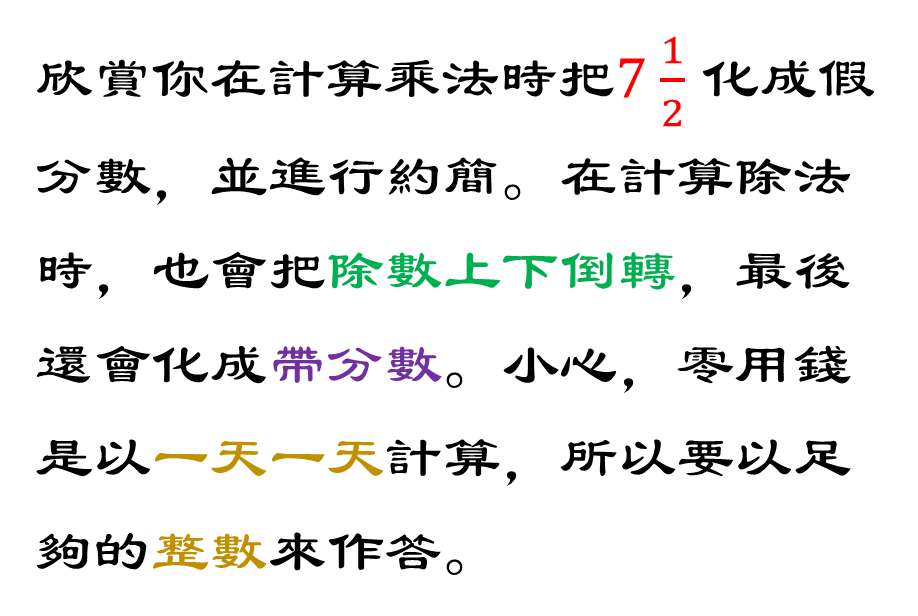 欣賞你在計算乘法時把7 1/2 化成假
分數，並進行約簡。在計算除法
時，也會把除數上下倒轉，最後
還會化成帶分數。小心，零用錢
是以一天一天計算，所以要以足
夠的整數來作答。